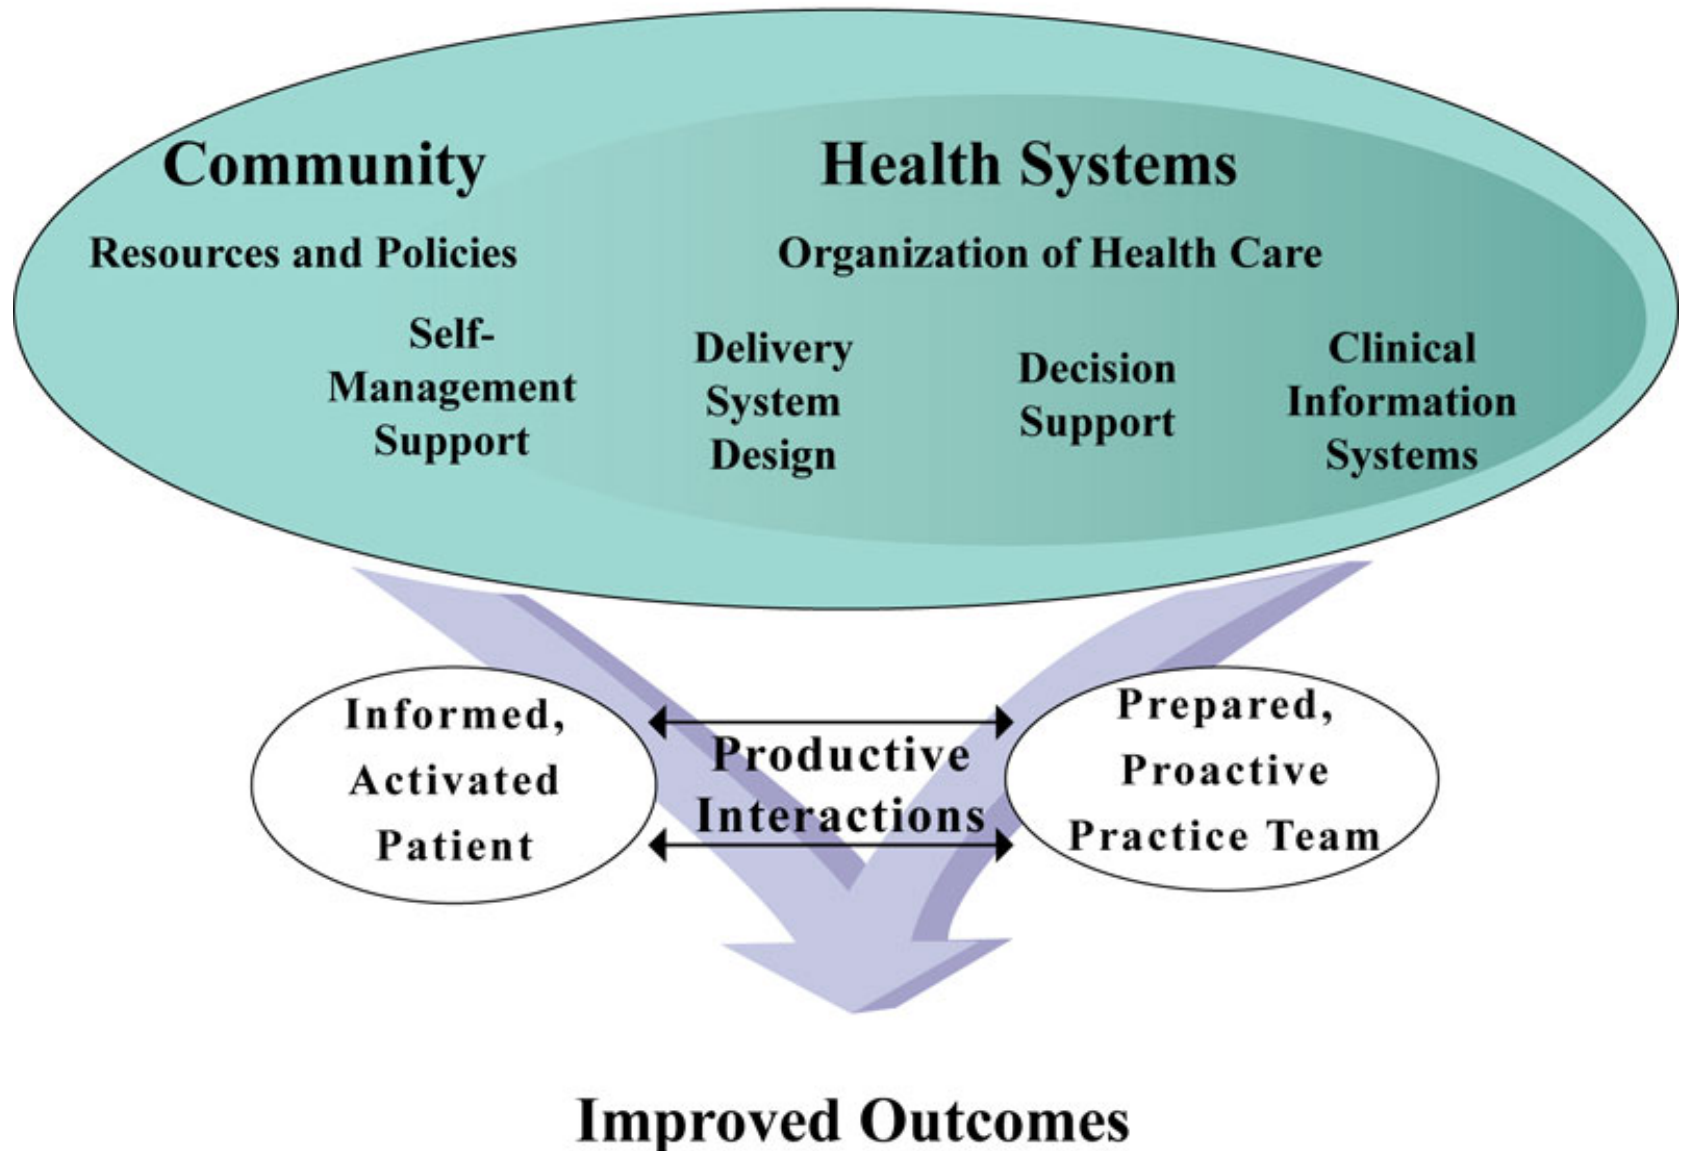 Community
Health Systems
Resources and Policies
Organization of Health Care
Self-
Management
Support
Delivery
System
Design
Decision
Support
Clinical
Information
Systems
Informed,
Activated
Patient
Productive
Interactions
Prepared,
Proactive
Practice Team
Improved Outcomes